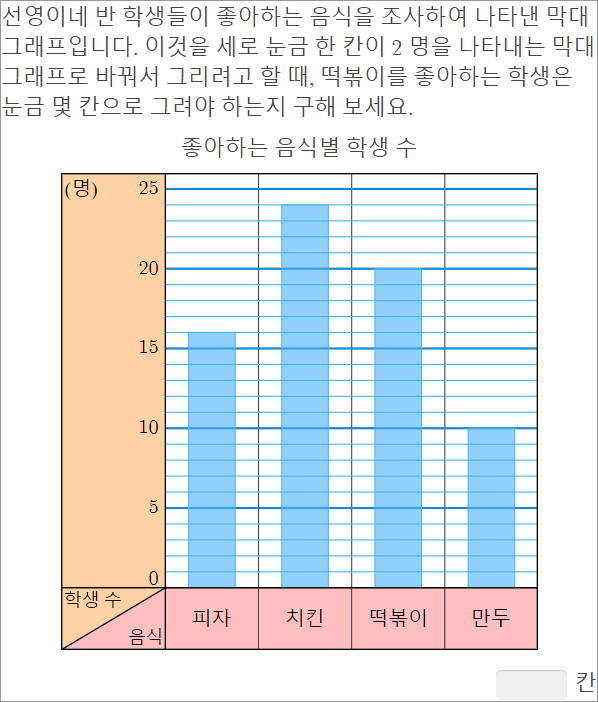 선영이네 반 학생들이 좋아하는 음식을 조사하여 나타낸 막대
그래프입니다. 이것을 세로 눈금 한 칸이 2 명을 나타내는 막대
그래프로 바꿔서 그리려고 할 때, 떡볶이를 좋아하는 학생은
눈금 몇 칸으로 그려야 하는지 구해 보세요.
좋아하는 음식별 학생 수
(명) 25
20
15
10
5
0
학생 수
음식
피자 치킨 떡볶이 만두
칸